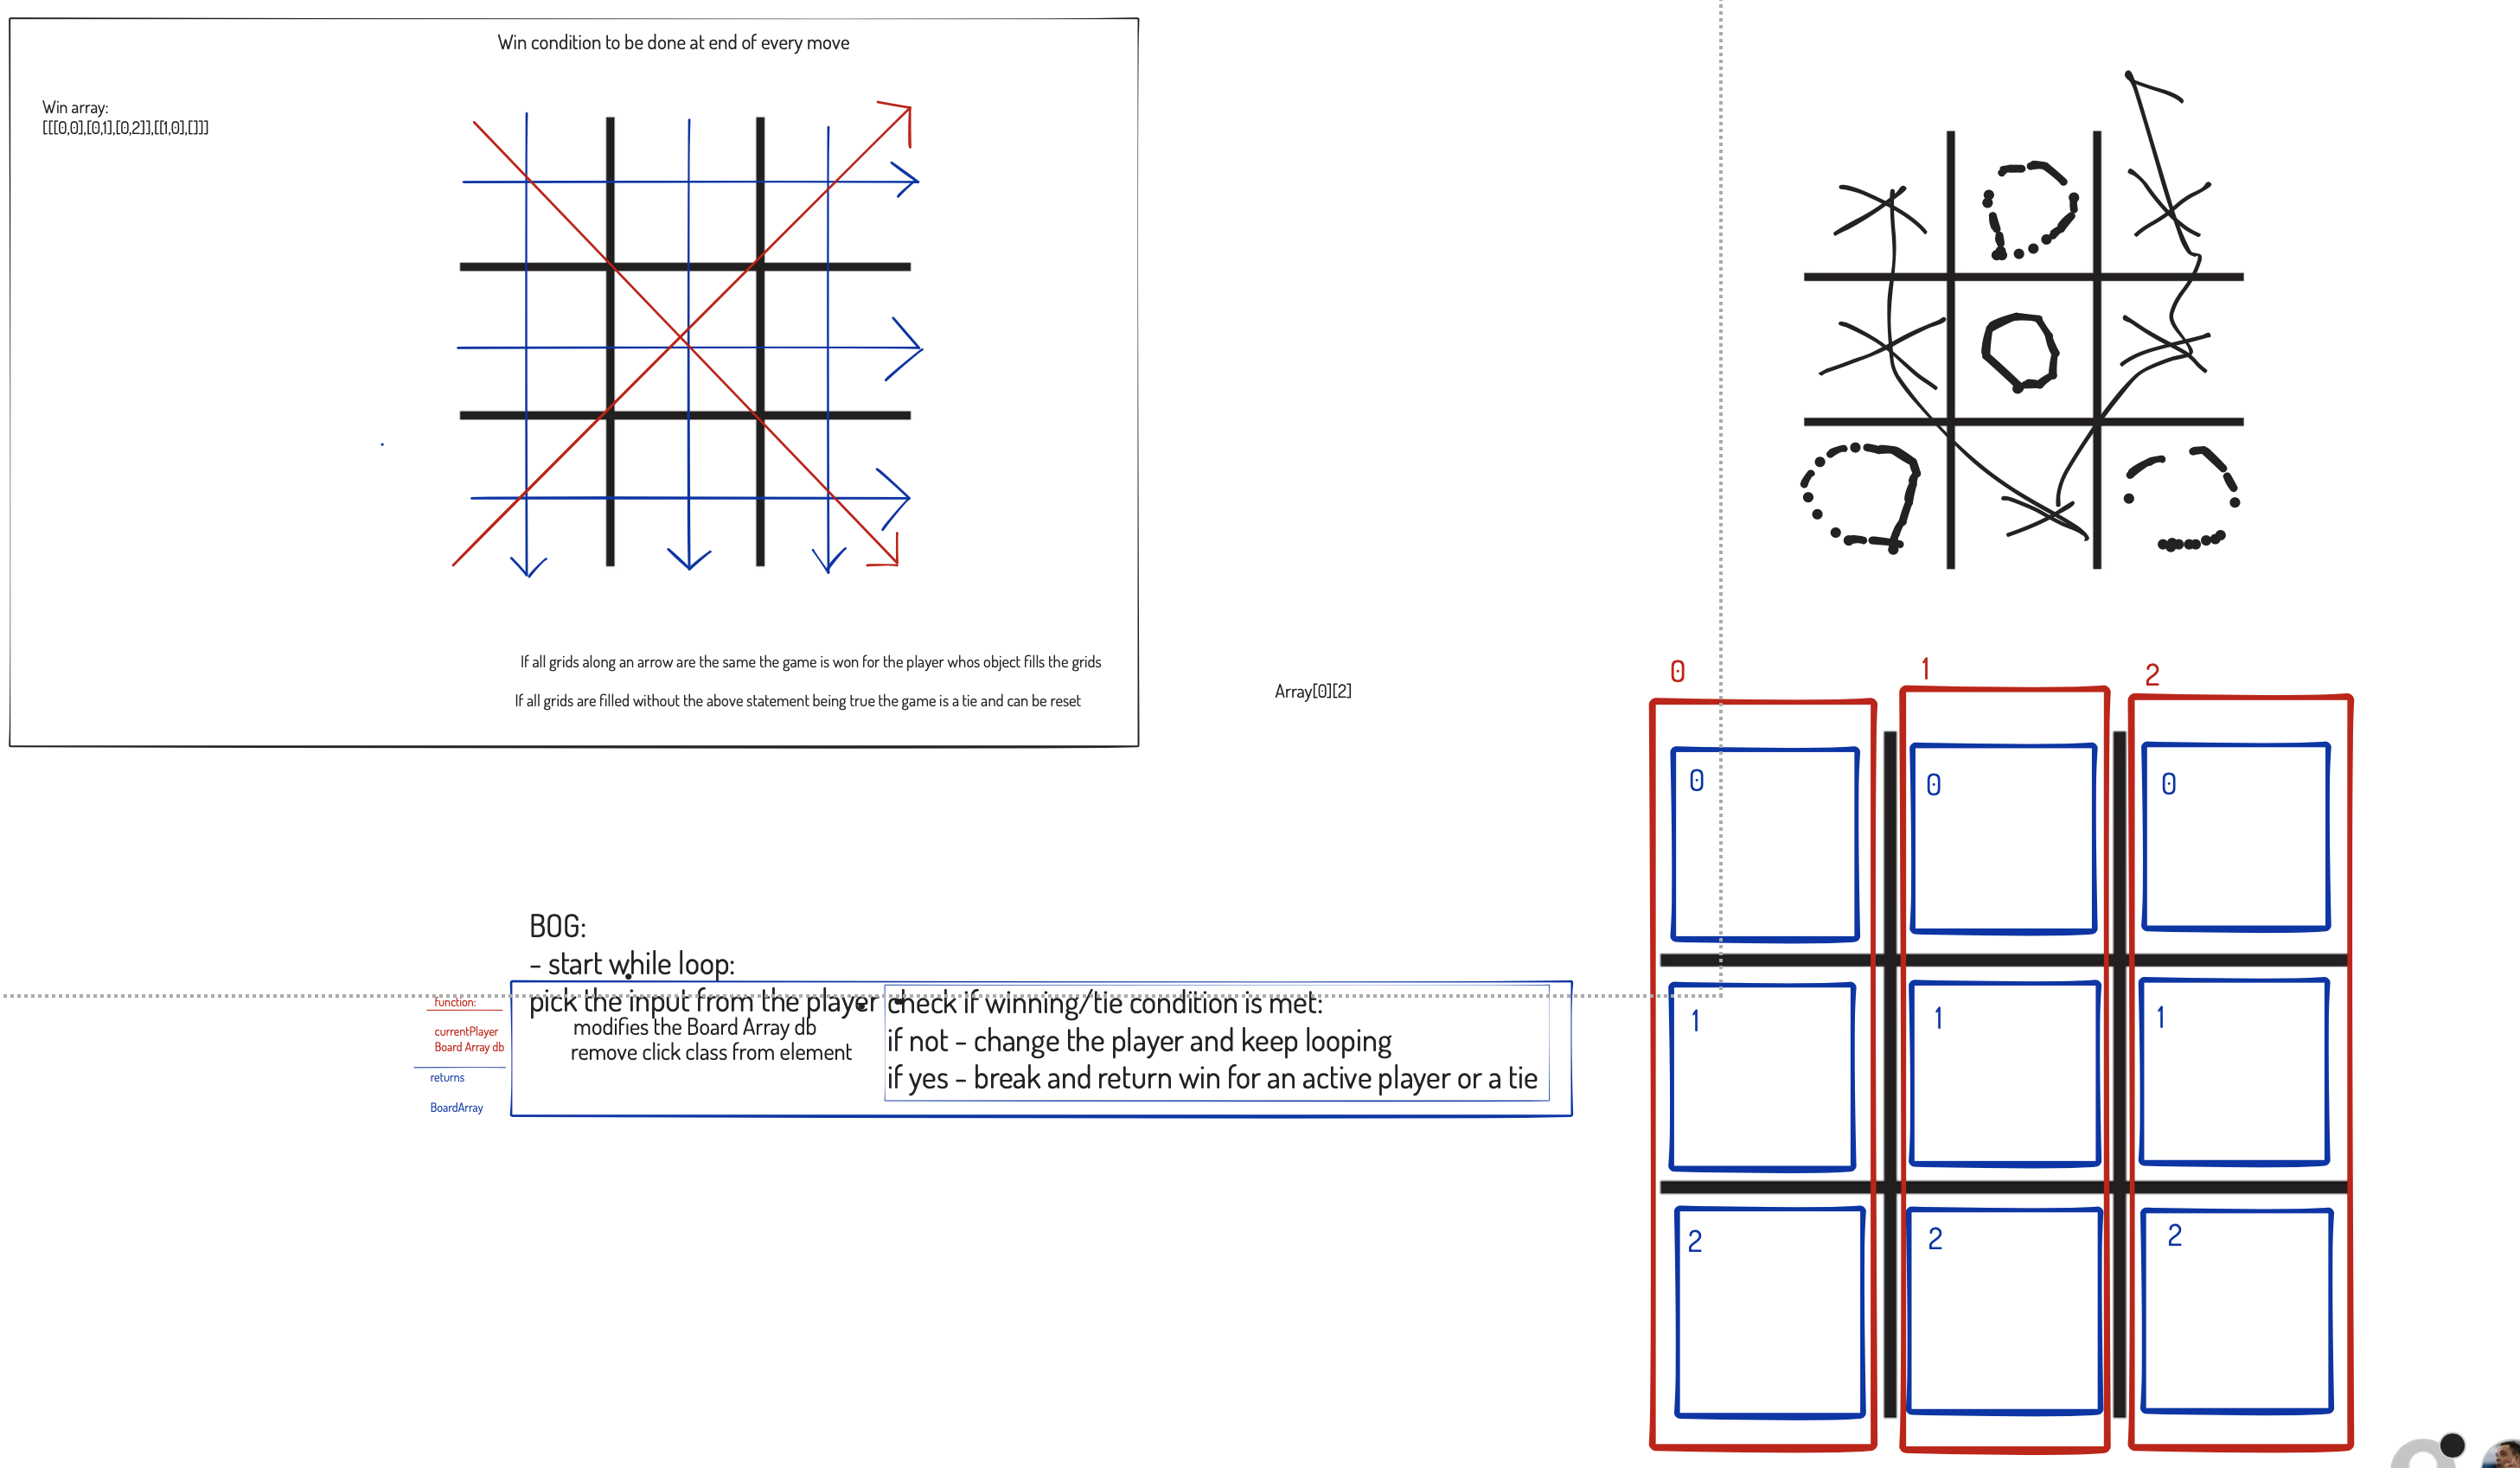 Win condition to be done at end of every move
Win array:
[[[0,0],[0,1],[0,2]],[[1,0],[]]]
If all grids along an arrow are the same the game is won for the player whos object fills the grids
If all grids are filled without the above statement being true the game is a tie and can be reset
Array[0][2]
0
1
2
0
0
0
1
1
1
2
2
2
BOG:
- start while loop:
pick the input from the player
modifies the Board Array db
remove click class from element
check if winning/tie condition is met:
if not - change the player and keep looping
if yes - break and return win for an active player or a tie
function:
currentPlayer
Board Array db
returns
BoardArray